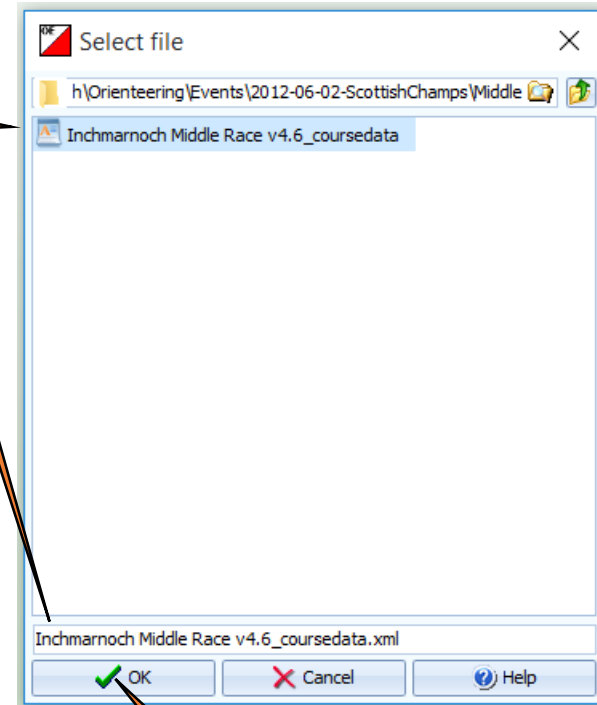 OE
Select file
h\Orienteering\Events\2012-06-02-ScottishChamps\Middle
Inchmarnoch Middle Race v4.6_coursedata
Inchmarnoch Middle Race v4.6_coursedata.xml
OK Cancel Help